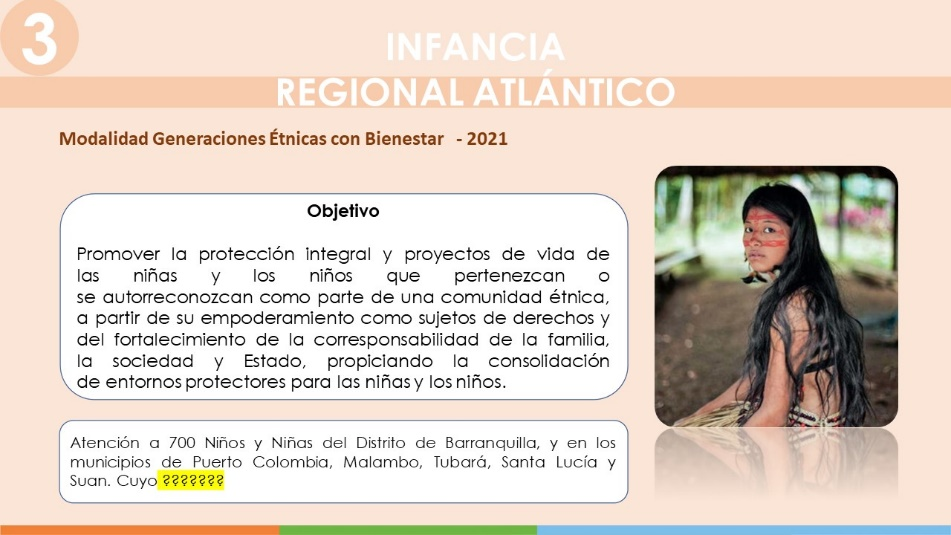 3
INFANCIA
REGIONAL ATLÁNTICO
Modalidad Generaciones Étnicas con Bienestar - 2021
Objetivo
Promover la protección integral y proyectos de vida de
las niñas y los niños que pertenezcan o
se autorreconozcan como parte de una comunidad étnica,
a partir de su empoderamiento como sujetos de derechos y
del fortalecimiento de la corresponsabilidad de la familia,
la sociedad y Estado, propiciando la consolidación
de entornos protectores para las niñas y los niños.
Atención a 700 Niños y Niñas del Distrito de Barranquilla, y en los
municipios de Puerto Colombia, Malambo, Tubará, Santa Lucía y
Suan. Cuyo ???????